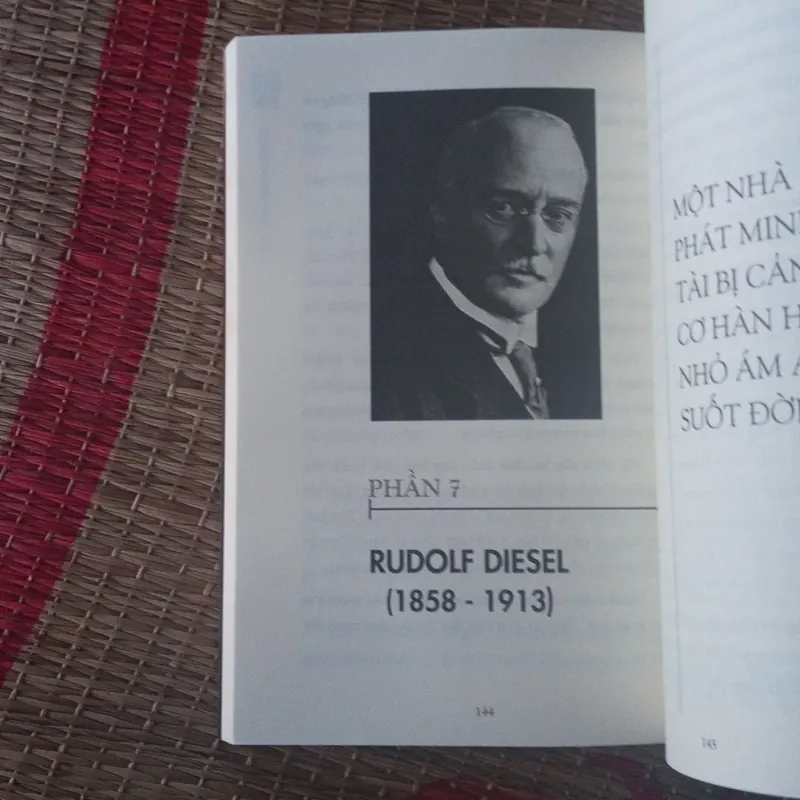 PHẦN 7
RUDOLF DIESEL
(1858 - 1913)
144
MỘT NHÀ
PHÁT MIN
TÀI BỊ CẢN
CƠ HÀN H
NHỎ ÁM A
SUỐT ĐỜ
145